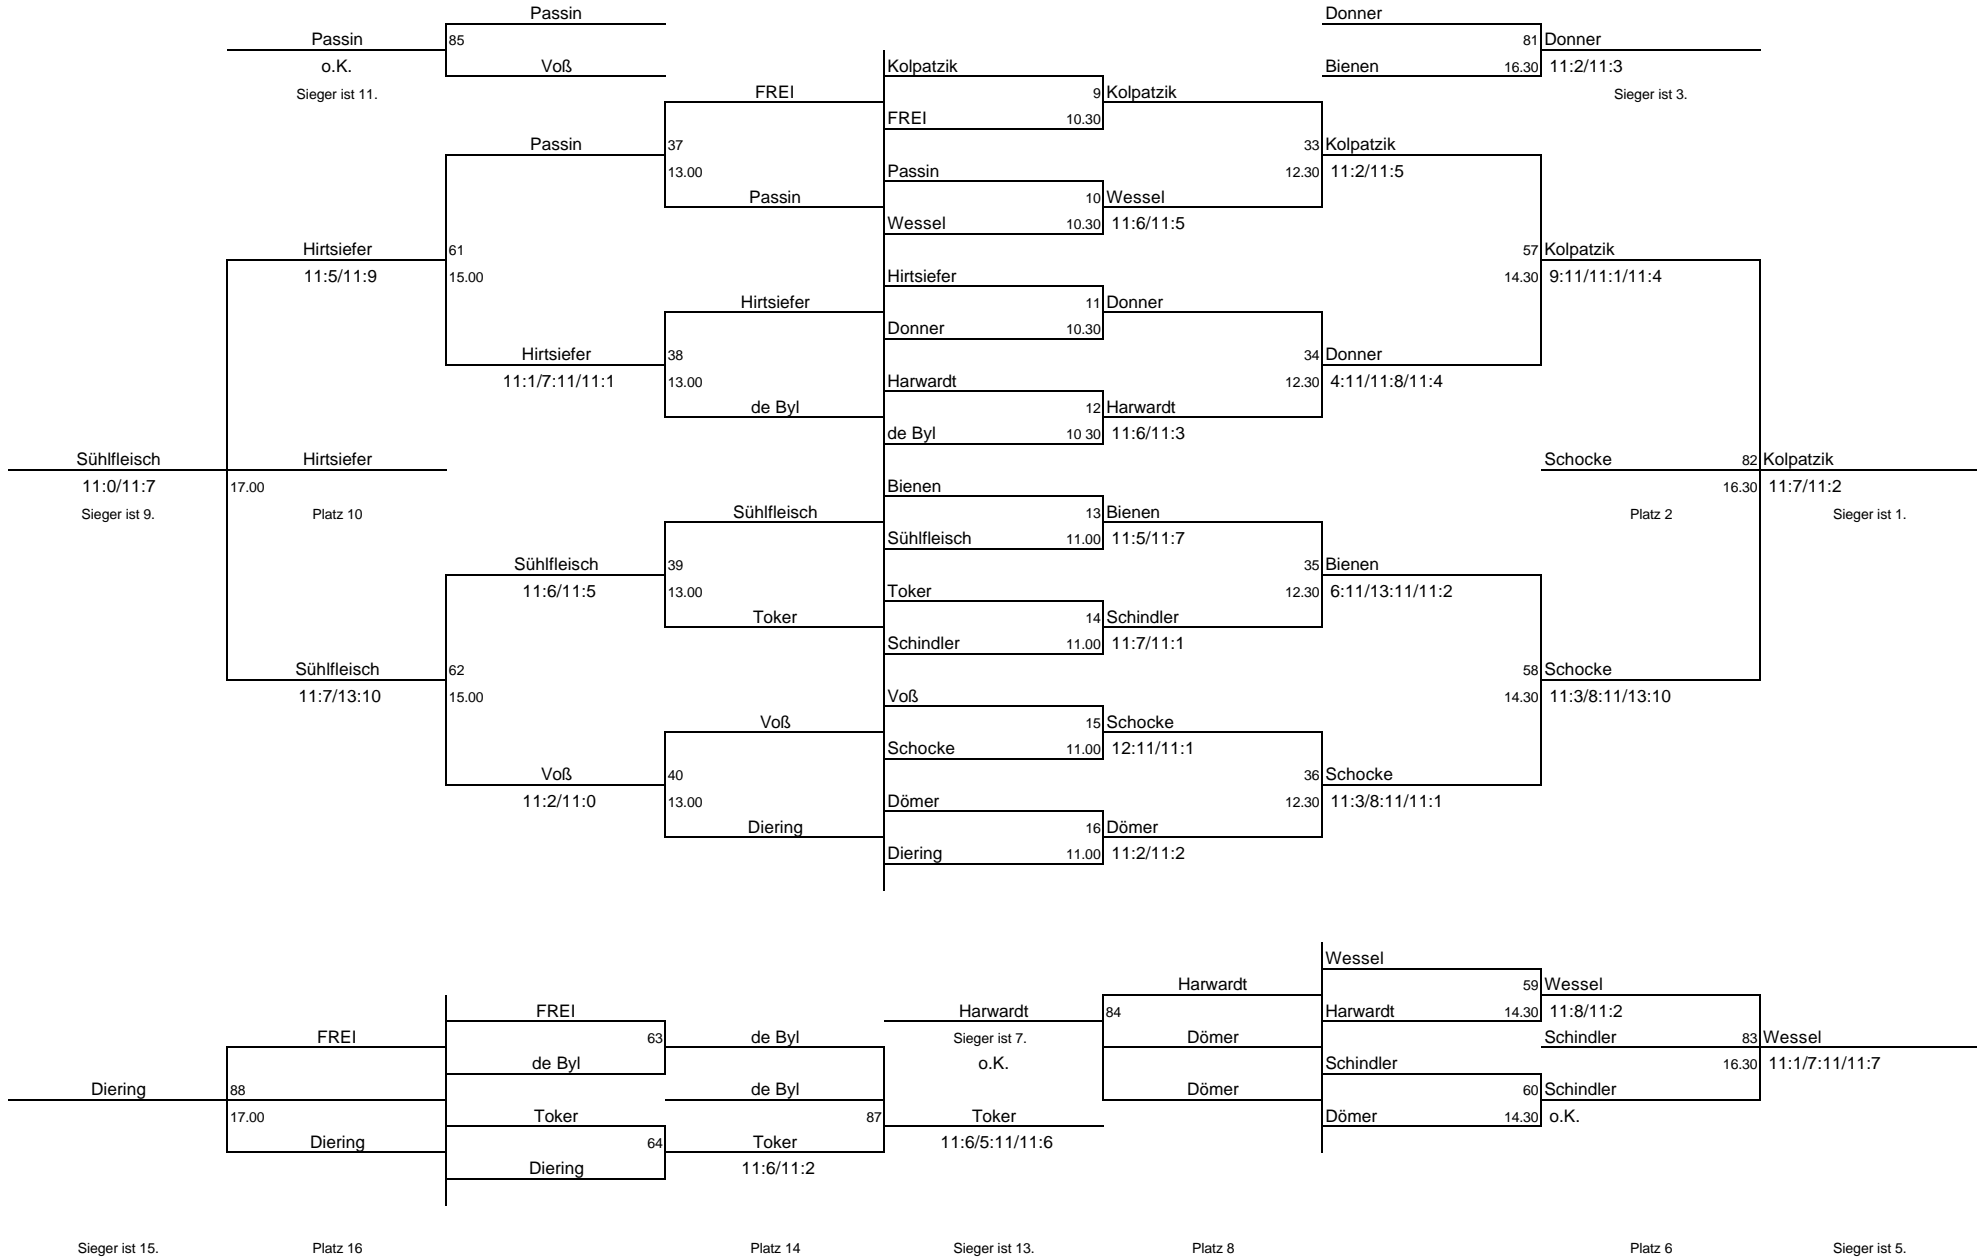 Passin Donner
Passin 85 81 Donner
o.K. Voß Kolpatzik Bienen 16.30 11:2/11:3
Sieger ist 11. FREI 9 Kolpatzik Sieger ist 3.
FREI 10.30
Passin 37 33 Kolpatzik
13.00 Passin 12.30 11:2/11:5
Passin 10 Wessel
Wessel 10.30 11:6/11:5
Hirtsiefer 61 57 Kolpatzik
11:5/11:9 15.00 Hirtsiefer 14.30 9:11/11:1/11:4
Hirtsiefer 11 Donner
Donner 10.30
Hirtsiefer 38 34 Donner
11:1/7:11/11:1 13.00 Harwardt 12.30 4:11/11:8/11:4
de Byl 12 Harwardt
de Byl 10 30 11:6/11:3
Sühlfleisch Hirtsiefer Schocke 82 Kolpatzik
11:0/11:7 17.00 Bienen 16.30 11:7/11:2
Sieger ist 9. Platz 10 Sühlfleisch 13 Bienen Platz 2 Sieger ist 1.
Sühlfleisch 11.00 11:5/11:7
Sühlfleisch 39 35 Bienen
11:6/11:5 13.00 Toker 12.30 6:11/13:11/11:2
Toker 14 Schindler
Schindler 11.00 11:7/11:1
Sühlfleisch 62 58 Schocke
11:7/13:10 15.00 Voß 14.30 11:3/8:11/13:10
Voß 15 Schocke
Schocke 11.00 12:11/11:1
Voß 40 36 Schocke
11:2/11:0 13.00 Dömer 12.30 11:3/8:11/11:1
Diering 16 Dömer
Diering 11.00 11:2/11:2
Wessel
Harwardt 59 Wessel
FREI Harwardt 84 Harwardt 14.30 11:8/11:2
FREI 63 de Byl Sieger ist 7. Dömer Schindler 83 Wessel
de Byl o.K. Schindler 16.30 11:1/7:11/11:7
Diering 88 de Byl Dömer 60 Schindler
17.00 Toker 87 Toker Dömer 14.30 o.K.
Diering 64 Toker 11:6/5:11/11:6
Diering 11:6/11:2
Sieger ist 15. Platz 16 Platz 14 Sieger ist 13. Platz 8 Platz 6 Sieger ist 5.